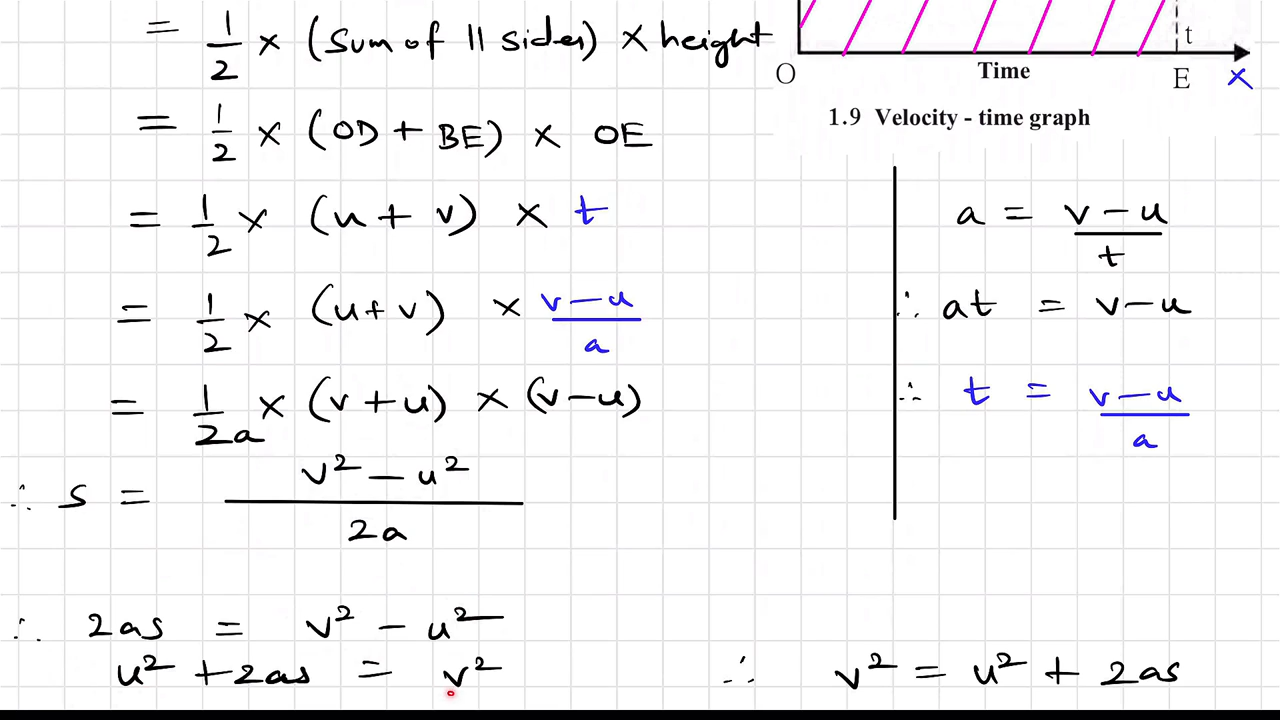 = 1/2 × (Sum of || sides) × height
= 1/2 × (OD + BE) × OE
= 1/2 × (u + v) × t
= 1/2 × (u+v) × v-u/a
= 1/2a × (v+u) × (v-u)
∴ s = v² - u² / 2a
∴ 2as = v² - u²
u² + 2as = v²
∴ v² = u² + 2as
t
O Time E X
1.9 Velocity - time graph
a = v-u/t
∴ at = v-u
∴ t = v-u/a